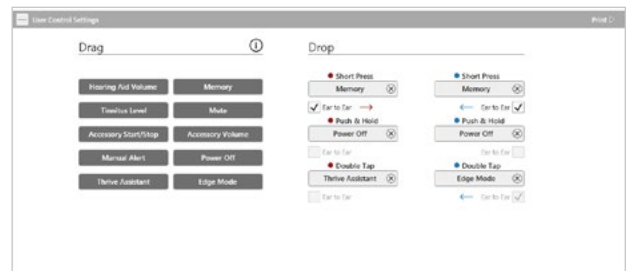 User Control Settings Print
Drag Drop
Short Press Short Press
Hearing Aid Volume Memory Memory Memory
Tinnitus Level Mute Ear to Ear Ear to Ear
Push & Hold Push & Hold
Accessory Start/Stop Accessory Volume Power Off Power Off
Manual Alert Power Off Ear to Ear Ear to Ear
Double Tap Double Tap
Thrive Assistant Edge Mode Thrive Assistant Edge Mode
Ear to Ear Ear to Ear